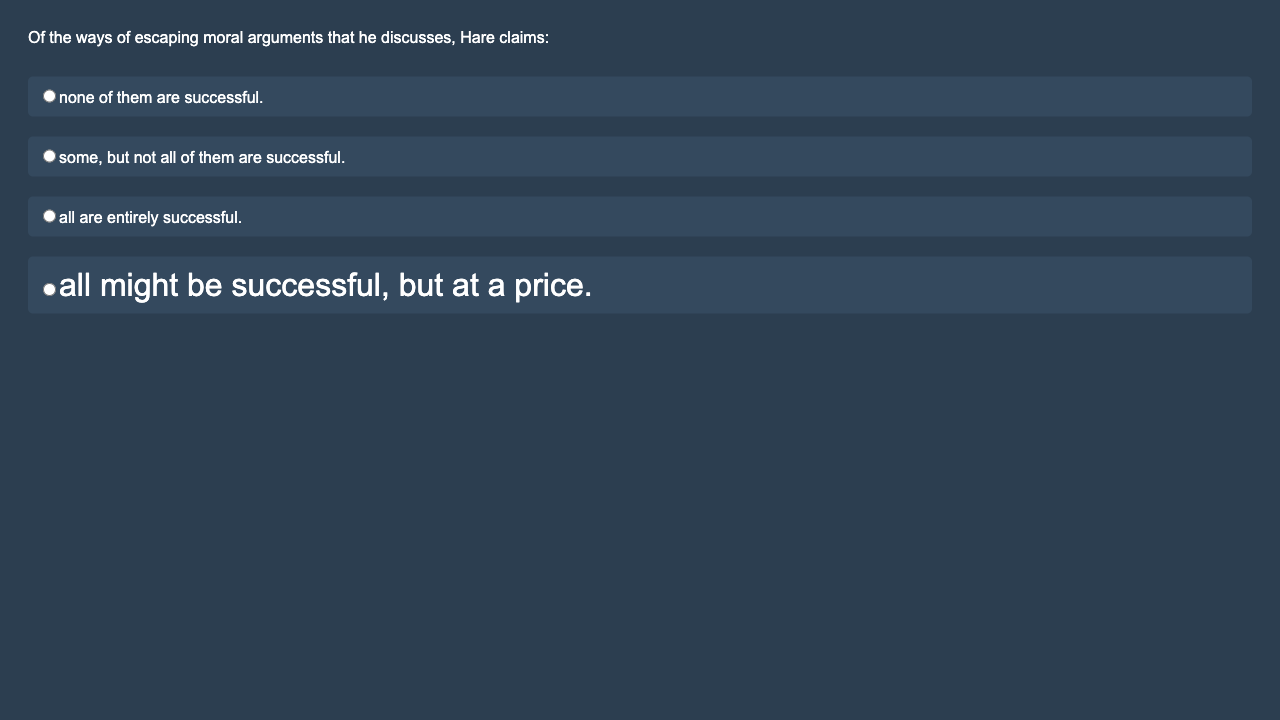 Of the ways of escaping moral arguments that he discusses, Hare claims:
none of them are successful.
some, but not all of them are successful.
all are entirely successful.
all might be successful, but at a price.